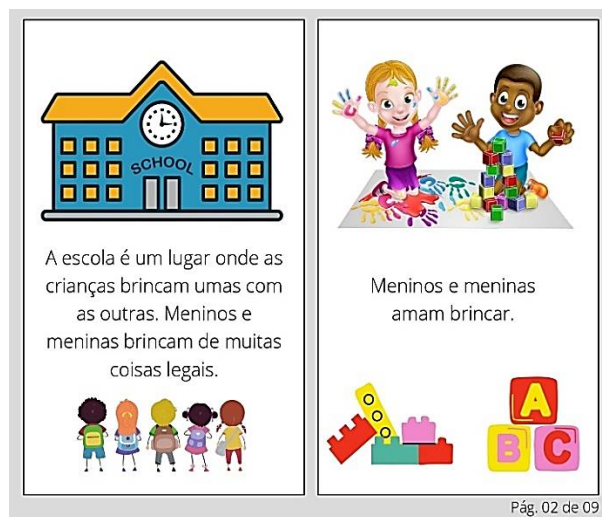 SCHOOL
A escola é um lugar onde as
crianças brincam umas com
as outras. Meninos e
meninas brincam de muitas
coisas legais.
Meninos e meninas
amam brincar.
A
B C
Pág. 02 de 09